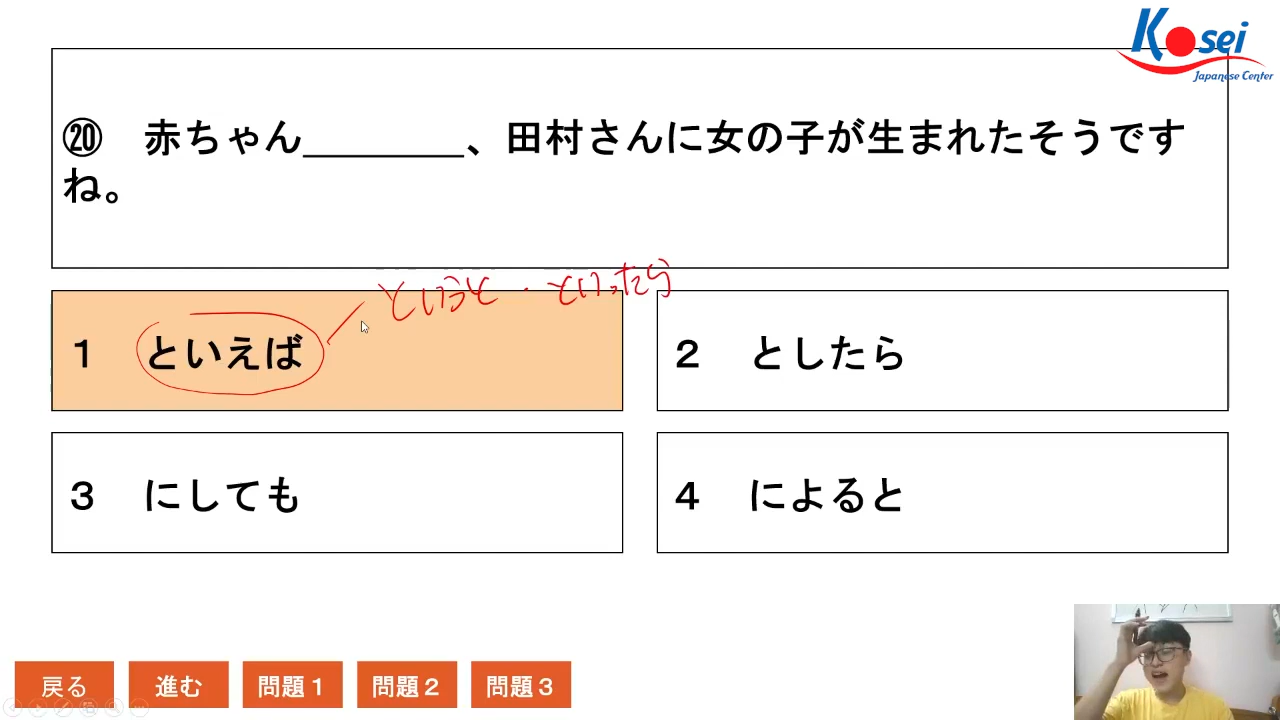 Kosei
Japanese Center
⑳　赤ちゃん________、田村さんに女の子が生まれたそうです
ね。
というと・といったら
１　といえば
２　としたら
３　にしても
４　によると
戻る
進む
問題１
問題２
問題３